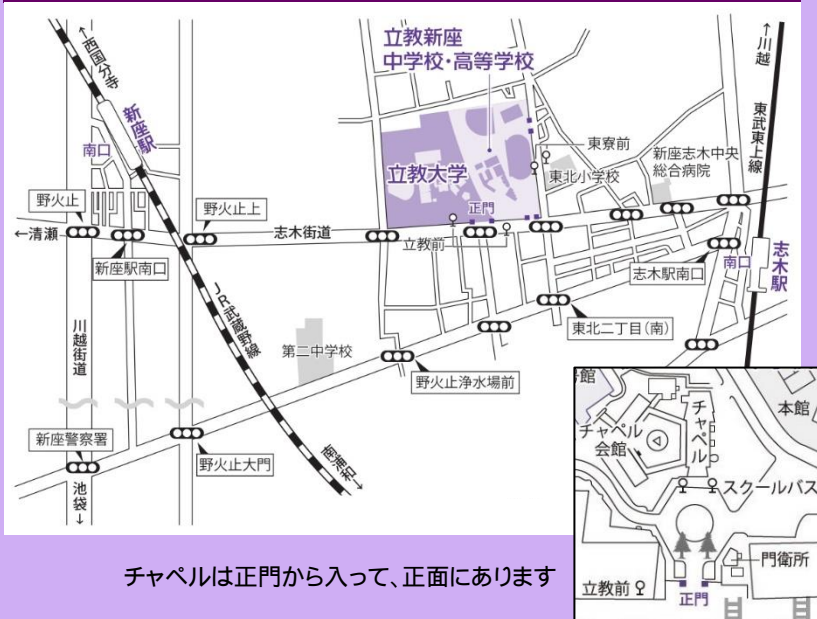 ←西国分寺
新座駅
南口
立教新座
中学校・高等学校
←川越
東武東上線
東寮前
東北小学校
新座志木中央
総合病院
立教大学
正門
野火止
野火止上
←清瀬
志木街道
立教前
新座駅南口
志木駅南口
南口
志木駅
JR武蔵野線
東北二丁目(南)
川越街道
第二中学校
野火止浄水場前
新座警察署
野火止大門
池袋→
南浦和→
館
チャペル
会館
チャペル
本館
スクールバス
門衛所
立教前
正門
チャペルは正門から入って、正面にあります